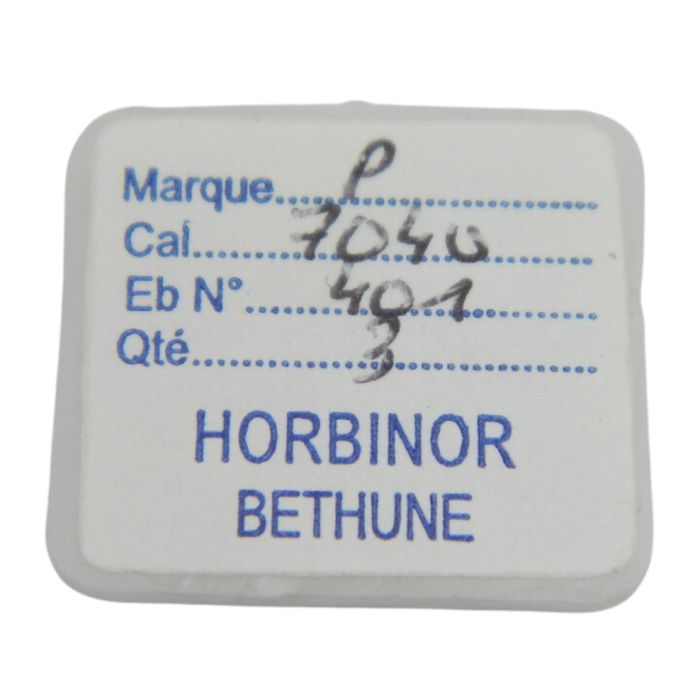 Marque.....P.....
Cal.....7040.....
Eb N°.....401.....
Qté.....3.....
HORBINOR
BETHUNE